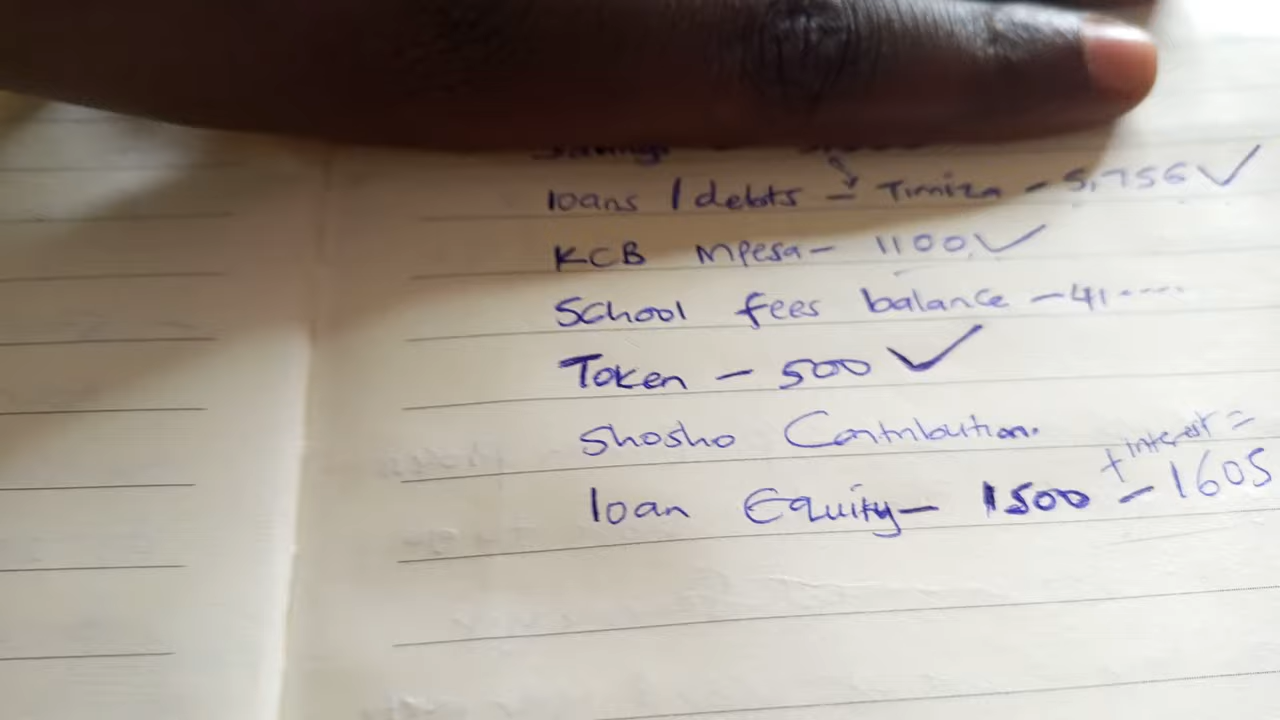 Savings
loans / debts - Timiza - 5,756 ✓
KCB Mpesa - 1100 ✓
School fees balance - 41 ....
Token - 500 ✓
Shosho Contribution.
+ interest =
loan Equity - 1500 - 1605